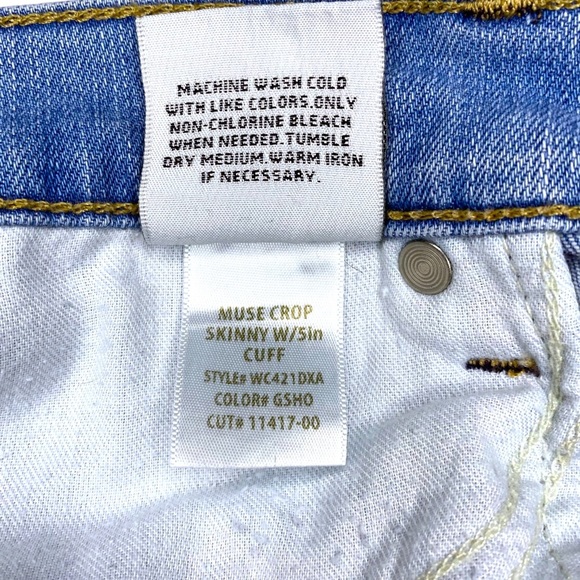 MACHINE WASH COLD
WITH LIKE COLORS.ONLY
NON-CHLORINE BLEACH
WHEN NEEDED.TUMBLE
DRY MEDIUM.WARM IRON
IF NECESSARY.
MUSE CROP
SKINNY W/5in
CUFF
STYLE# WC421DXA
COLOR# GSHO
CUT# 11417-00